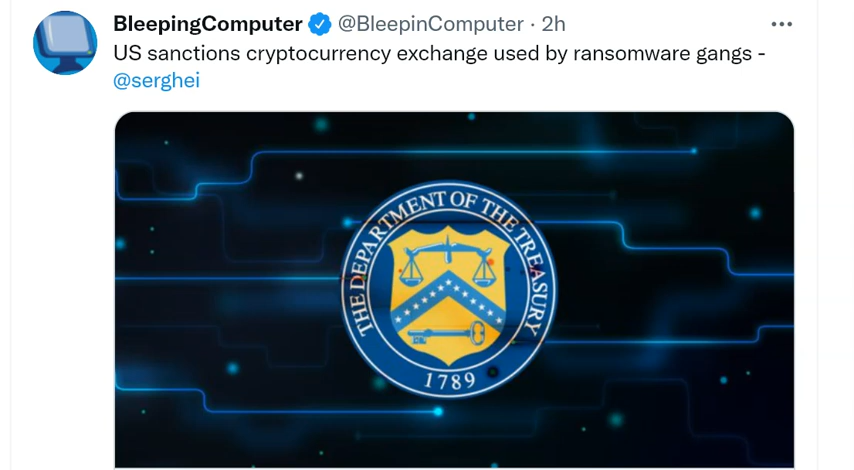 BleepingComputer @BleepinComputer · 2h
US sanctions cryptocurrency exchange used by ransomware gangs -
@serghei
THE DEPARTMENT OF THE TREASURY
1789